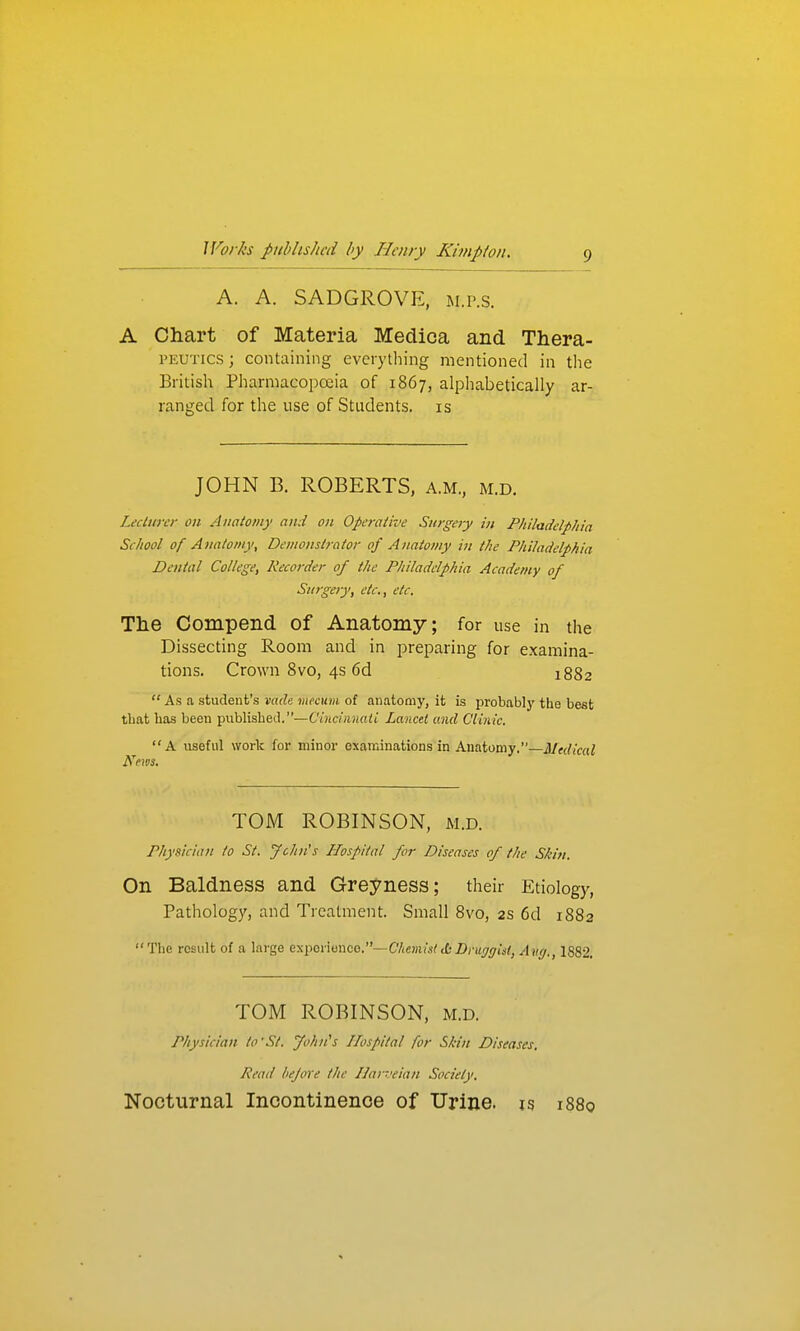 Works published by Henry Kimpton. 9
A. A. SADGROVE, M.P.S.
A Chart of Materia Medica and Thera-
PEUTICS; containing everything mentioned in the
British Pharmacopœia of 1867, alphabetically ar-
ranged for the use of Students. 1s
JOHN B. ROBERTS, A.M., M.D.
Lecturer on Anatomy and on Operative Surgery in Philadelphia
School of Anatomy, Demonstrator of Anatomy in the Philadelphia
Dental College, Recorder of the Philadelphia Academy of
Surgery, etc., etc.
The Compend of Anatomy; for use in the
Dissecting Room and in preparing for examina-
tions. Crown 8vo, 4s 6d 1882
"As a student's vade mecum of anatomy, it is probably the best
that has been published."—Cincinnati Lancet and Clinic.
"A useful work for minor examinations in Anatomy."—Medical
News.
TOM ROBINSON, M.D.
Physician to St. John's Hospital for Diseases of the Skin.
On Baldness and Greyness; their Etiology,
Pathology, and Treatment. Small 8vo, 2s 6d 1882
"The result of a large experience."—Chemist & Druggist, Aug., 1882.
TOM ROBINSON, M.D.
Physician to St. John's Hospital for Skin Diseases.
Read before the Harveian Society.
Nocturnal Incontinence of Urine. 1s 1880